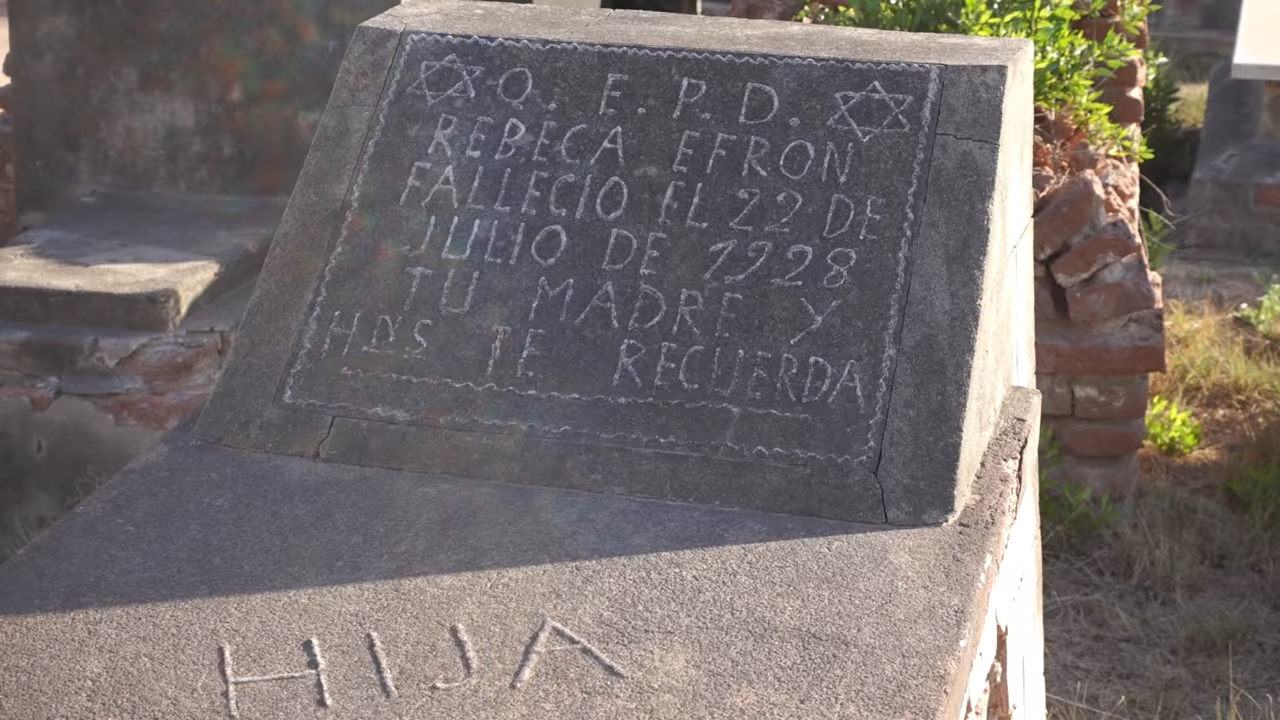 Q. E. P. D.
REBECA EFRON
FALLECIO EL 22 DE
JULIO DE 1928
TU MADRE Y
HNS TE RECUERDA
HIJA